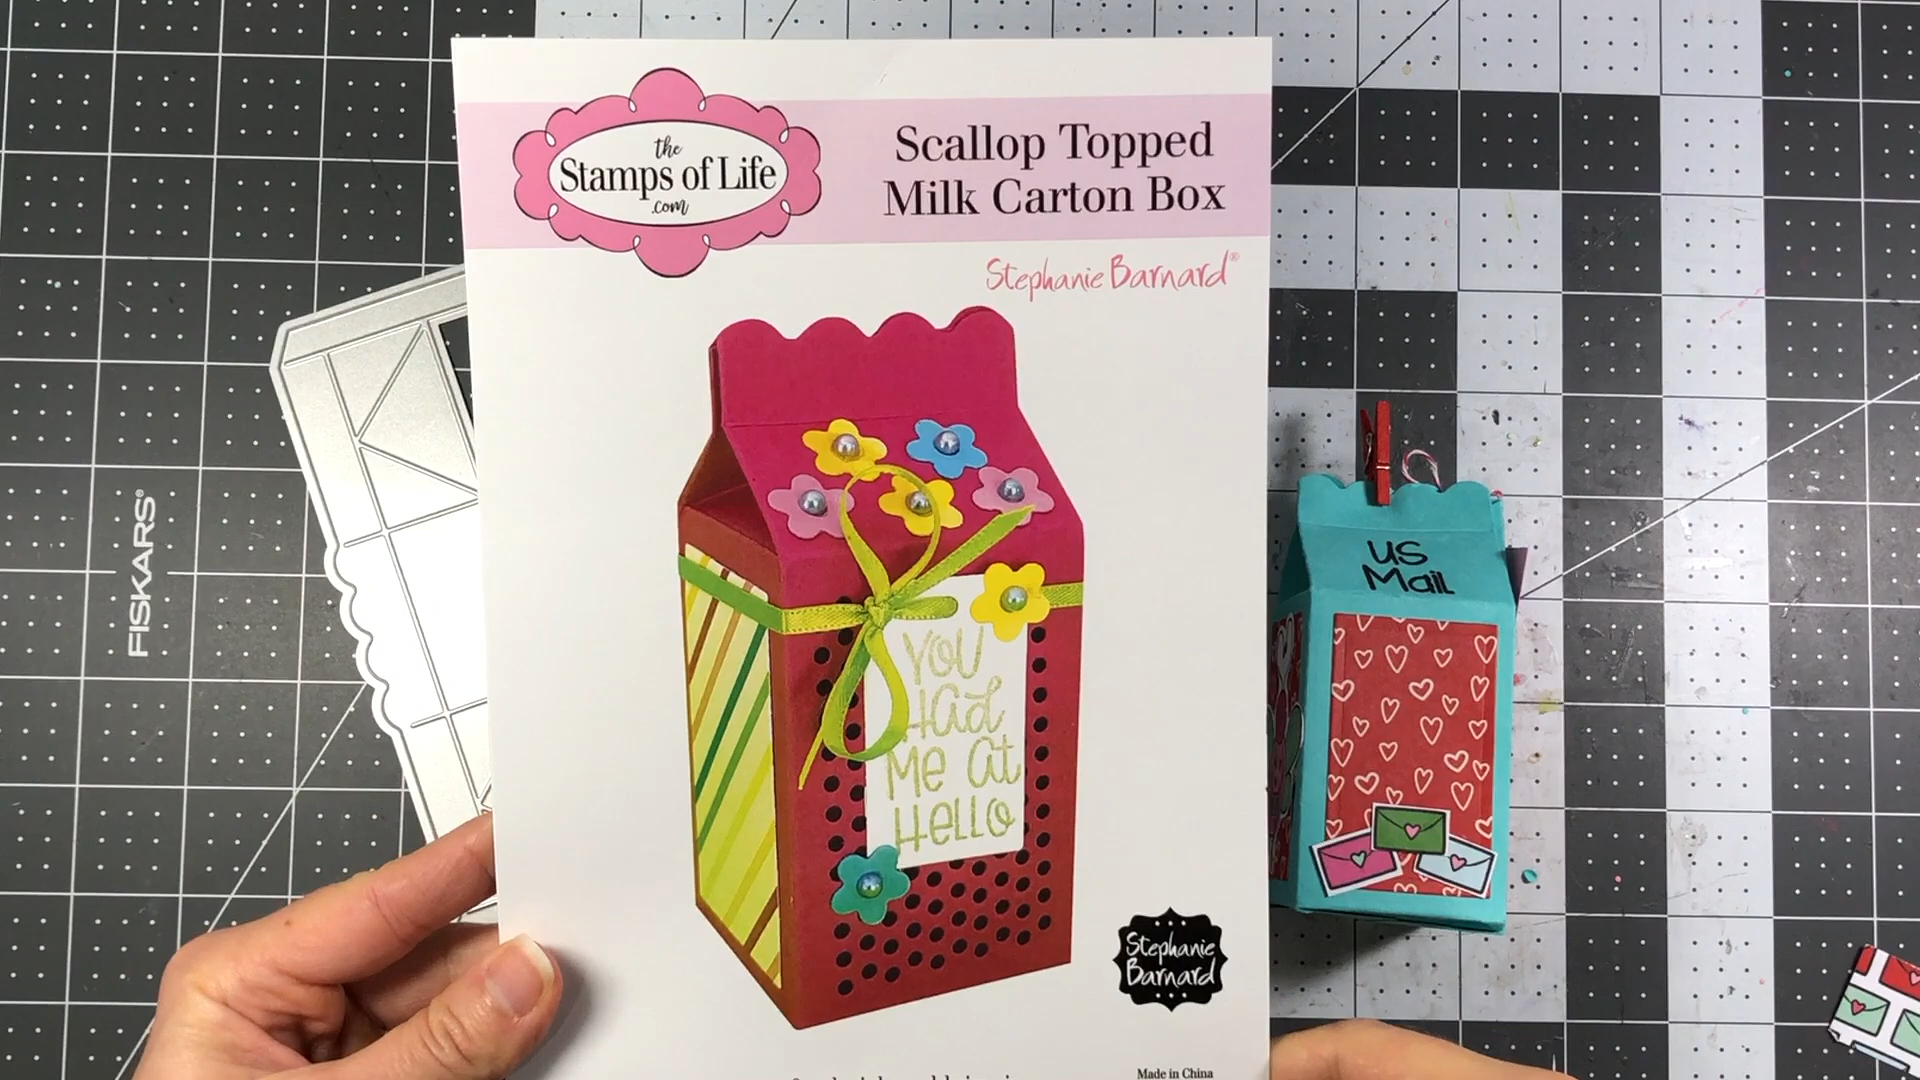 the
Stamps of Life
.com
Scallop Topped
Milk Carton Box
Stephanie Barnard®
YOU
HAd
ME At
HELLO
Stephanie
Barnard
Made in China
US
Mail
FISKARS®